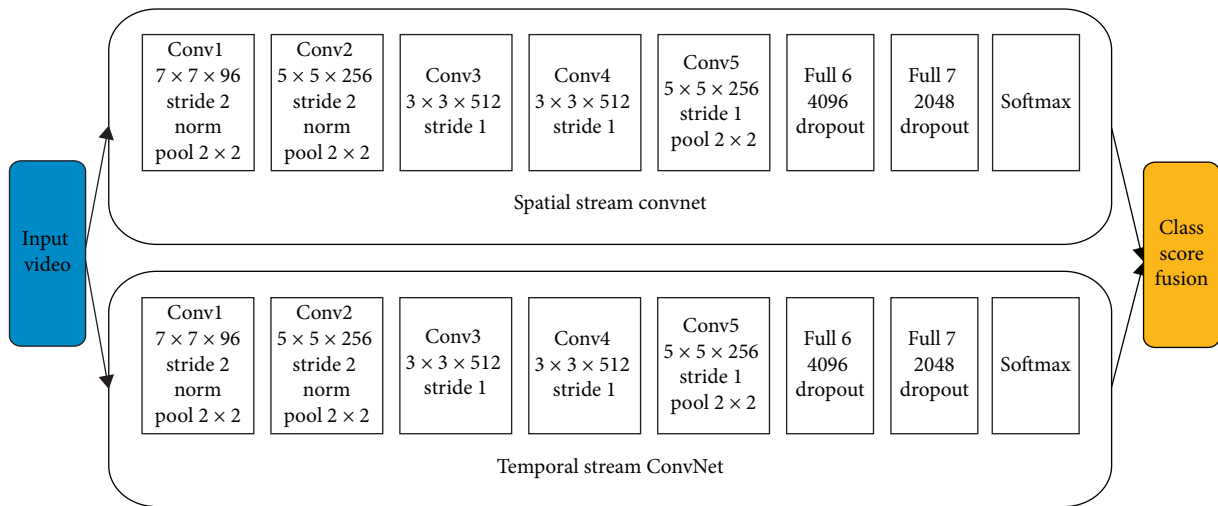 Input
video
Conv1
7 × 7 × 96
stride 2
norm
pool 2 × 2
Conv2
5 × 5 × 256
stride 2
norm
pool 2 × 2
Conv3
3 × 3 × 512
stride 1
Conv4
3 × 3 × 512
stride 1
Conv5
5 × 5 × 256
stride 1
pool 2 × 2
Full 6
4096
dropout
Full 7
2048
dropout
Softmax
Spatial stream convnet
Conv1
7 × 7 × 96
stride 2
norm
pool 2 × 2
Conv2
5 × 5 × 256
stride 2
norm
pool 2 × 2
Conv3
3 × 3 × 512
stride 1
Conv4
3 × 3 × 512
stride 1
Conv5
5 × 5 × 256
stride 1
pool 2 × 2
Full 6
4096
dropout
Full 7
2048
dropout
Softmax
Temporal stream ConvNet
Class
score
fusion